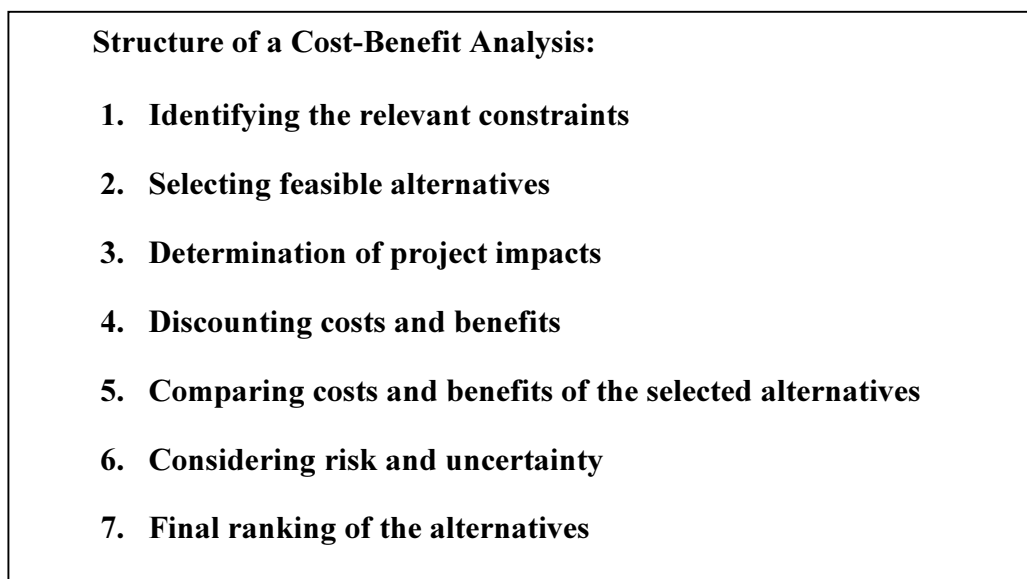 Structure of a Cost-Benefit Analysis:
1. Identifying the relevant constraints
2. Selecting feasible alternatives
3. Determination of project impacts
4. Discounting costs and benefits
5. Comparing costs and benefits of the selected alternatives
6. Considering risk and uncertainty
7. Final ranking of the alternatives